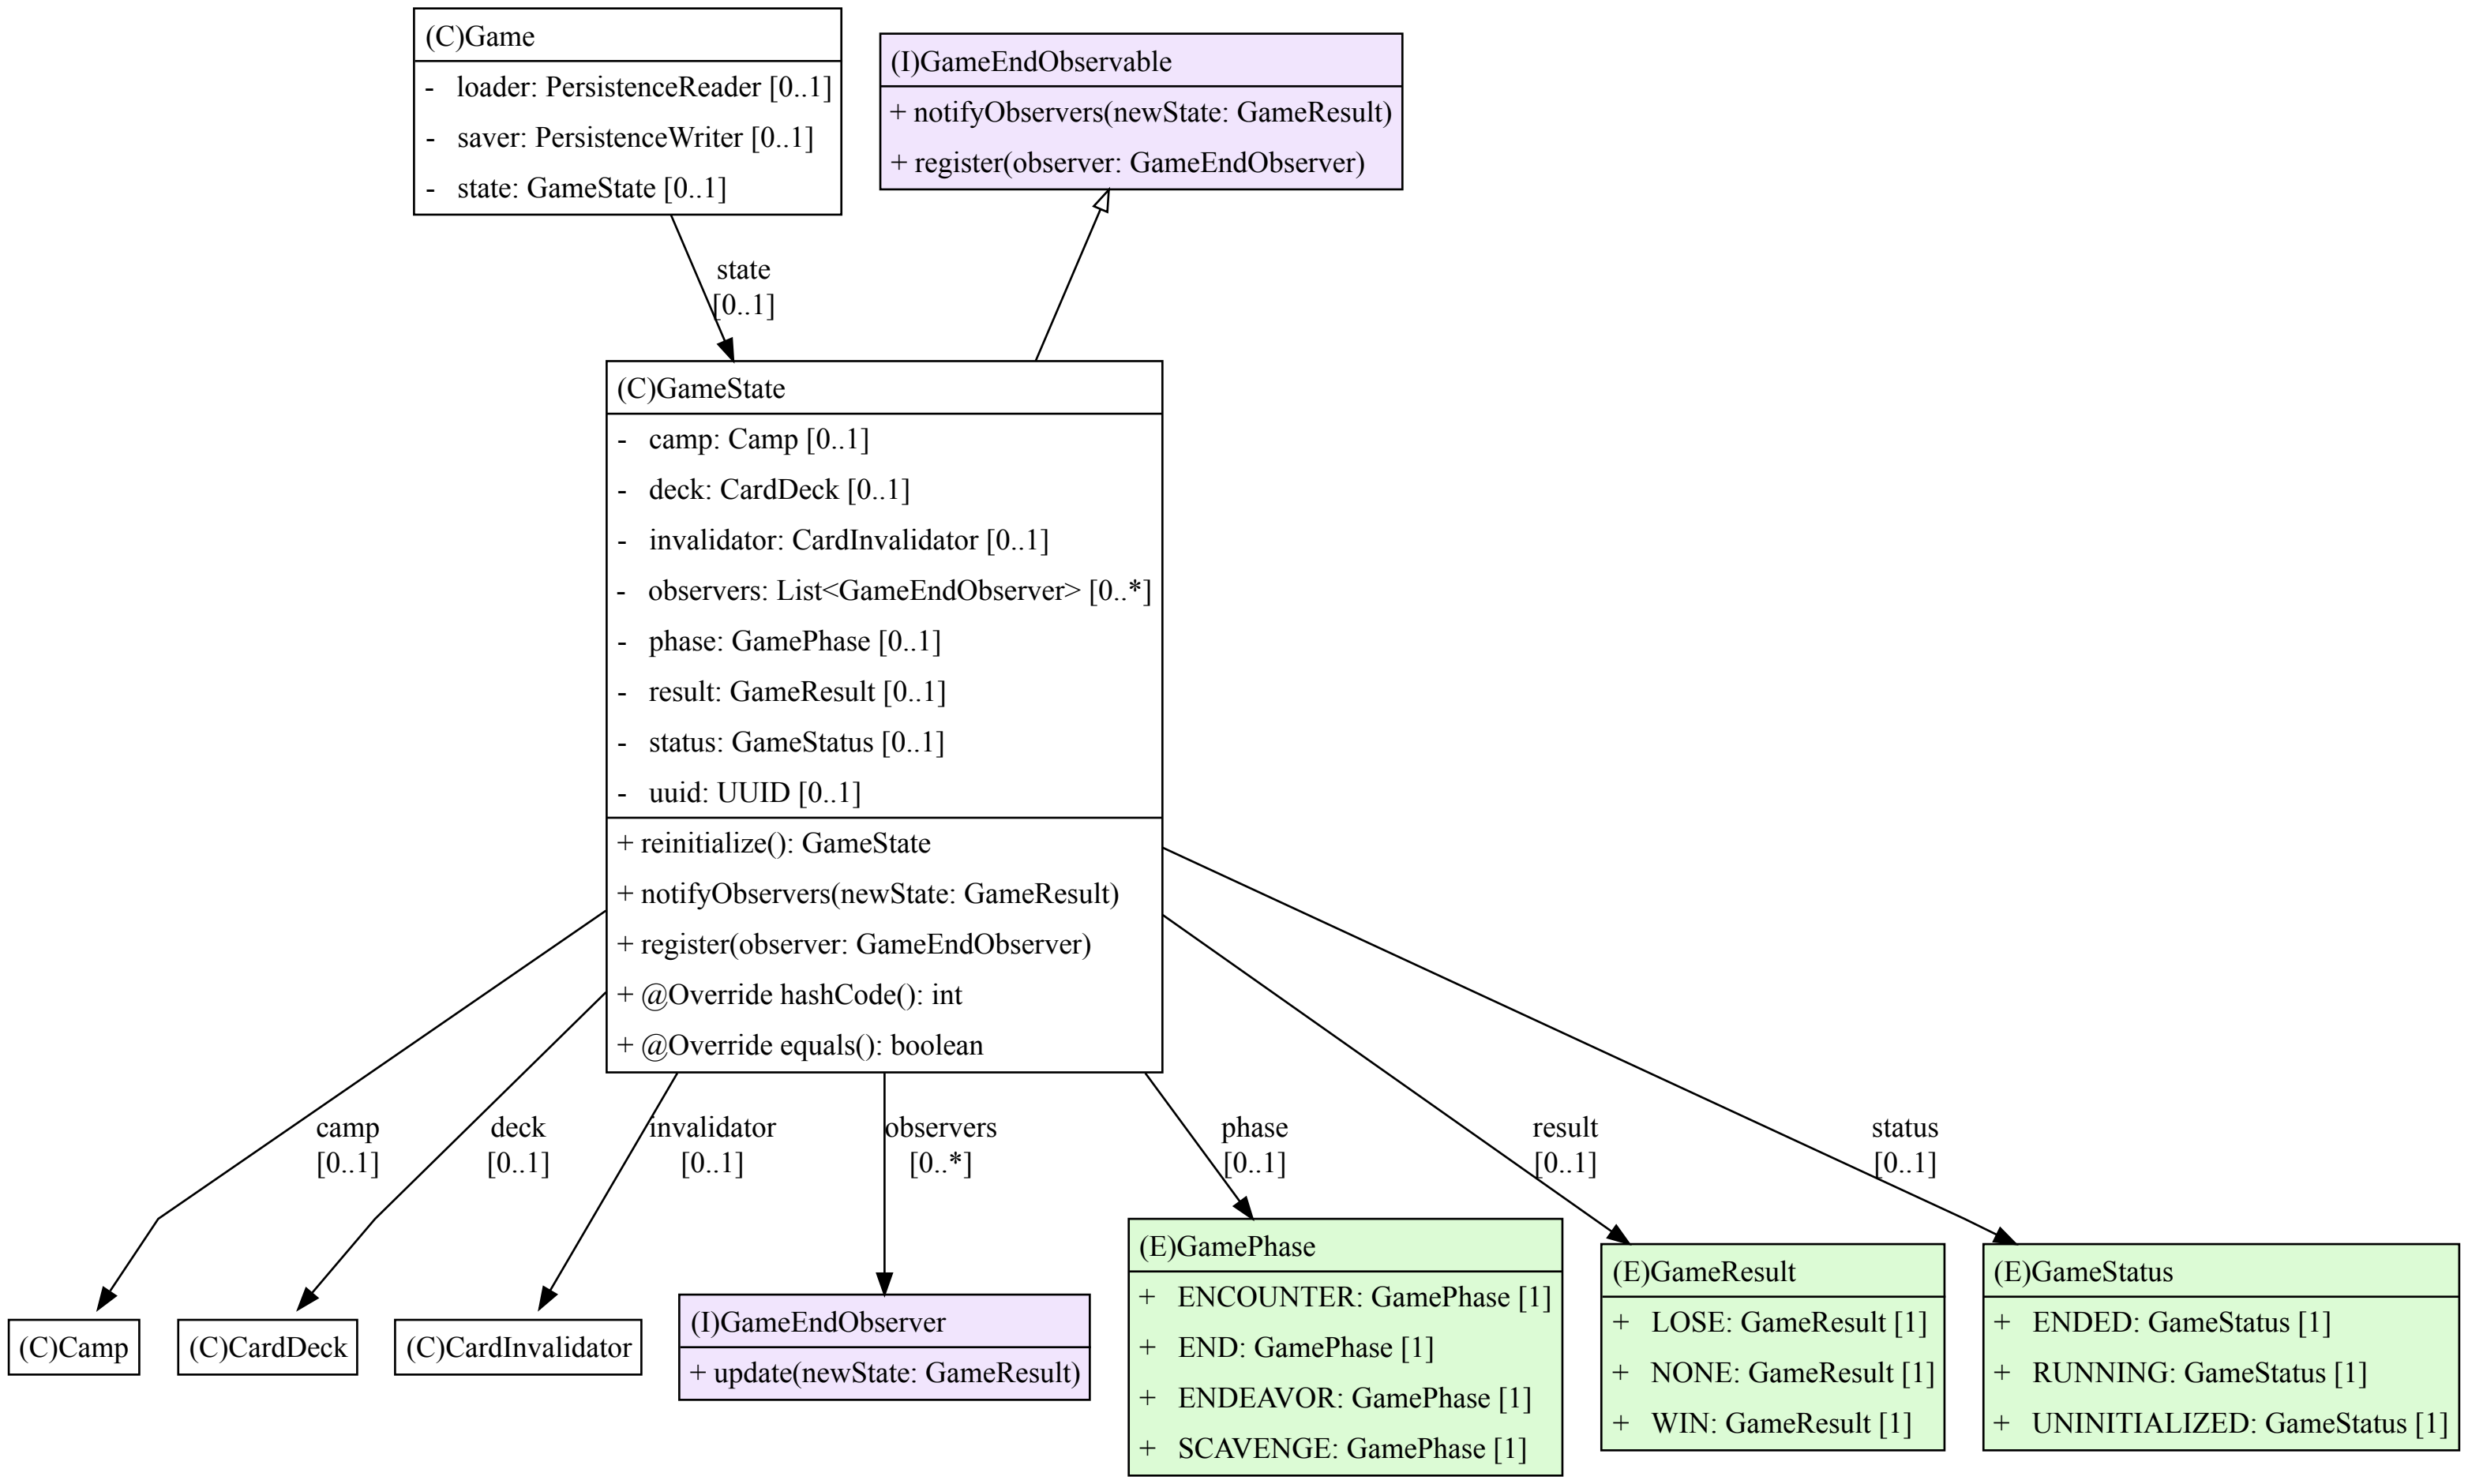 (C)Game
- loader: PersistenceReader [0..1]
- saver: PersistenceWriter [0..1]
- state: GameState [0..1]
(I)GameEndObservable
+ notifyObservers(newState: GameResult)
+ register(observer: GameEndObserver)
state
[0..1]
(C)GameState
- camp: Camp [0..1]
- deck: CardDeck [0..1]
- invalidator: CardInvalidator [0..1]
- observers: List<GameEndObserver> [0..*]
- phase: GamePhase [0..1]
- result: GameResult [0..1]
- status: GameStatus [0..1]
- uuid: UUID [0..1]
+ reinitialize(): GameState
+ notifyObservers(newState: GameResult)
+ register(observer: GameEndObserver)
+ @Override hashCode(): int
+ @Override equals(): boolean
camp
[0..1]
deck
[0..1]
invalidator
[0..1]
observers
[0..*]
phase
[0..1]
result
[0..1]
status
[0..1]
(C)Camp
(C)CardDeck
(C)CardInvalidator
(I)GameEndObserver
+ update(newState: GameResult)
(E)GamePhase
+ ENCOUNTER: GamePhase [1]
+ END: GamePhase [1]
+ ENDEAVOR: GamePhase [1]
+ SCAVENGE: GamePhase [1]
(E)GameResult
+ LOSE: GameResult [1]
+ NONE: GameResult [1]
+ WIN: GameResult [1]
(E)GameStatus
+ ENDED: GameStatus [1]
+ RUNNING: GameStatus [1]
+ UNINITIALIZED: GameStatus [1]